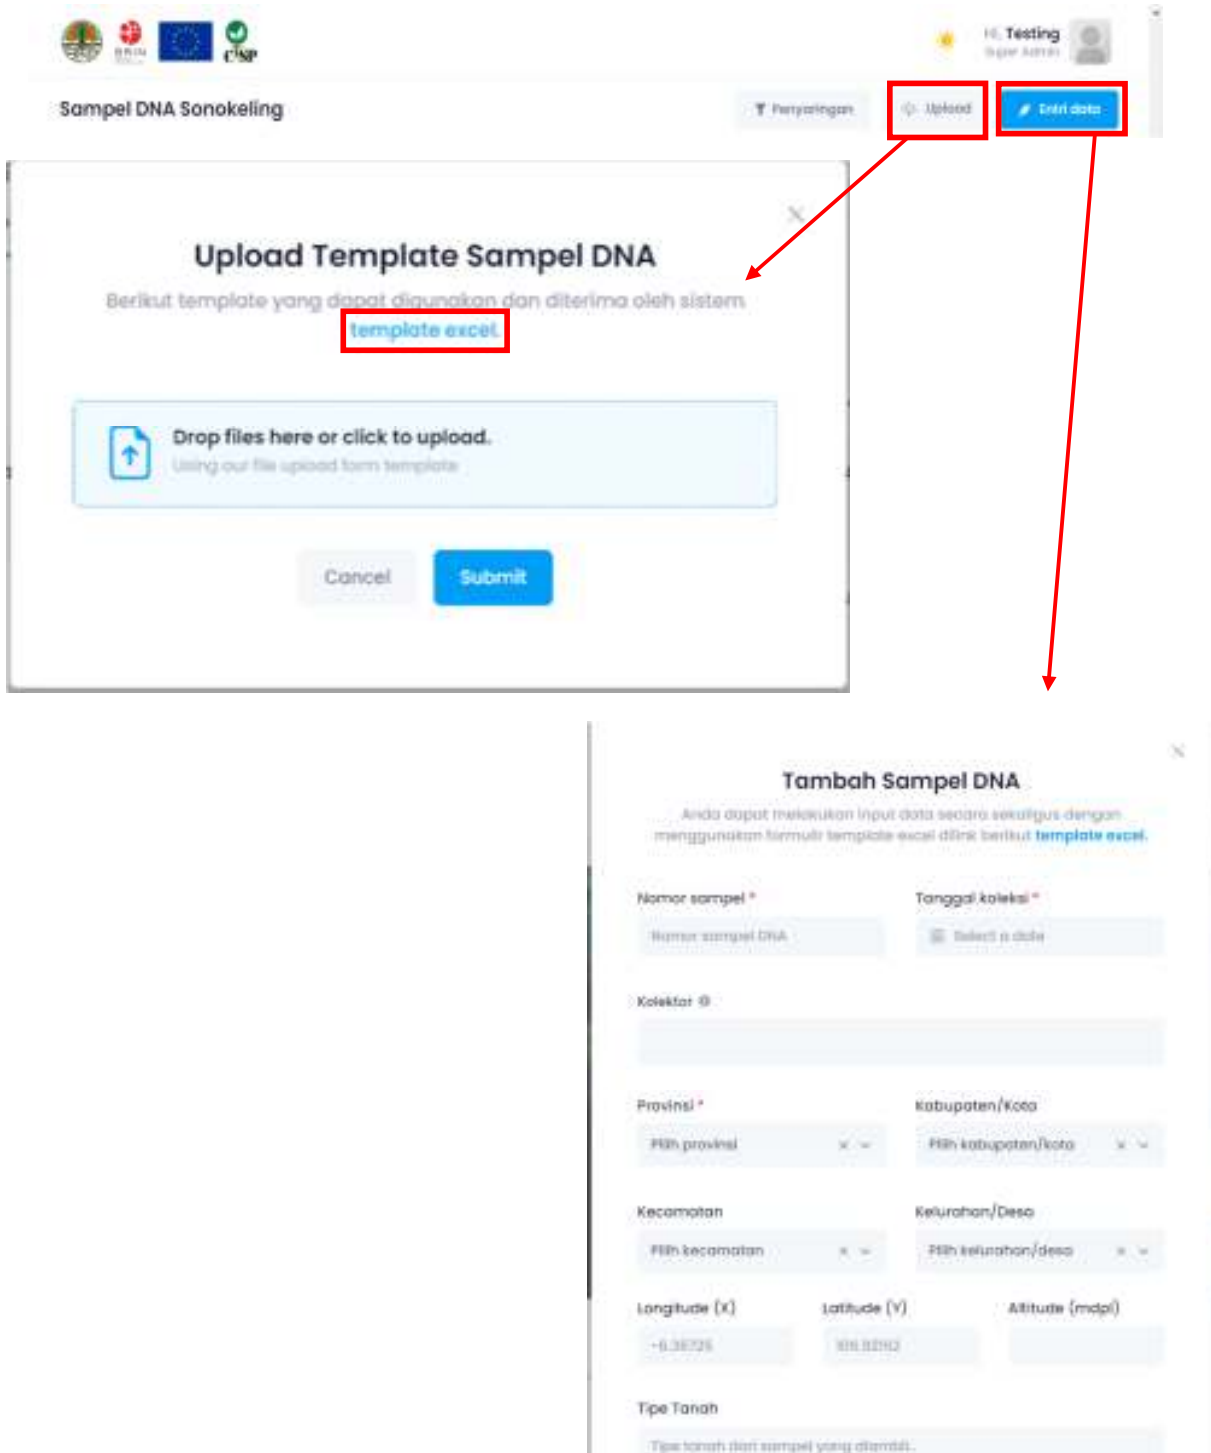 BRIN
CSP
Hi, Testing
Super Admin
Sampel DNA Sonokeling
Penyaringan
Upload
Entri data
Upload Template Sampel DNA
Berikut template yang dapat digunakan dan diterima oleh sistem
template excel.
Drop files here or click to upload.
Using our file upload form template
Cancel
Submit
Tambah Sampel DNA
Anda dapat melakukan input data secara sekaligus dengan
menggunakan formulir template excel dilink berikut template excel.
Nomor sampel *
Tanggal koleksi *
Nomor sampel DNA
Select a date
Kolektor
Provinsi *
Kabupaten/Kota
Pilih provinsi
Pilih kabupaten/kota
Kecamatan
Kelurahan/Desa
Pilih kecamatan
Pilih kelurahan/desa
Longitude (X)
Latitude (Y)
Altitude (mdpl)
Tipe Tanah
Tipe tanah dari sampel yang diambil.